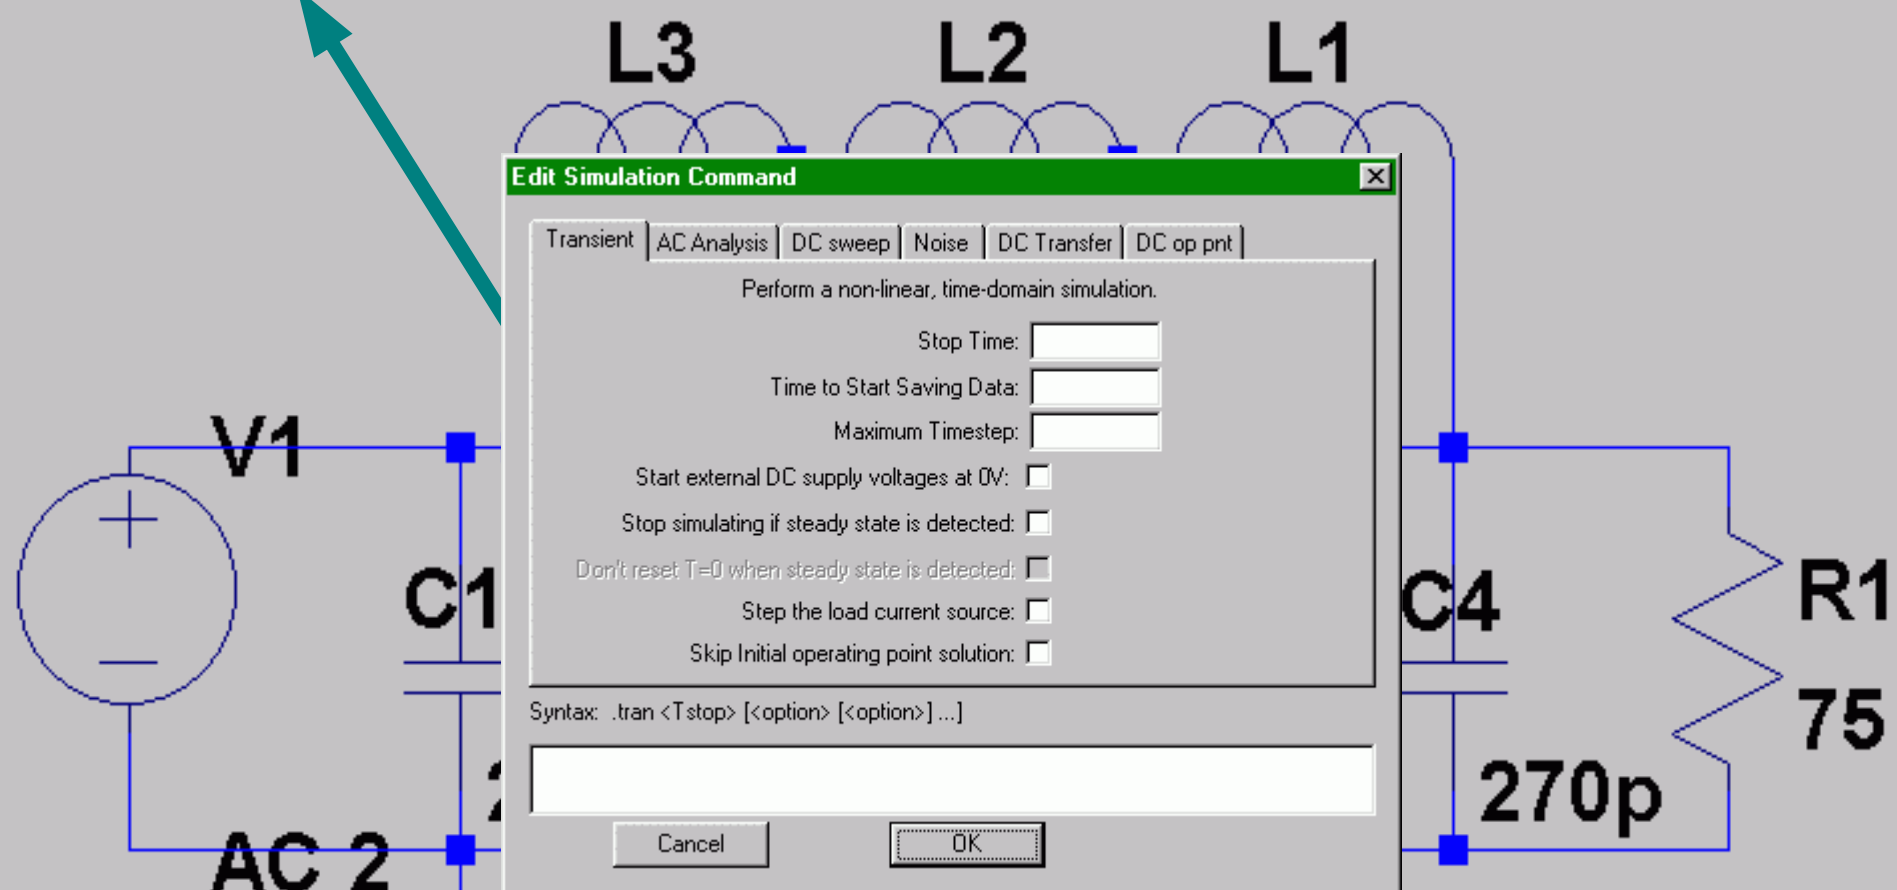 L3 L2 L1
Edit Simulation Command
Transient AC Analysis DC sweep Noise DC Transfer DC op pnt
Perform a non-linear, time-domain simulation.
Stop Time:
Time to Start Saving Data:
Maximum Timestep:
V1
Start external DC supply voltages at 0V:
Stop simulating if steady state is detected:
Don't reset T=0 when steady state is detected:
C1
Step the load current source:
C4
R1
Skip Initial operating point solution:
Syntax: .tran <Tstop> [<option> [<option>] ...]
75
270p
Cancel OK
AC 2